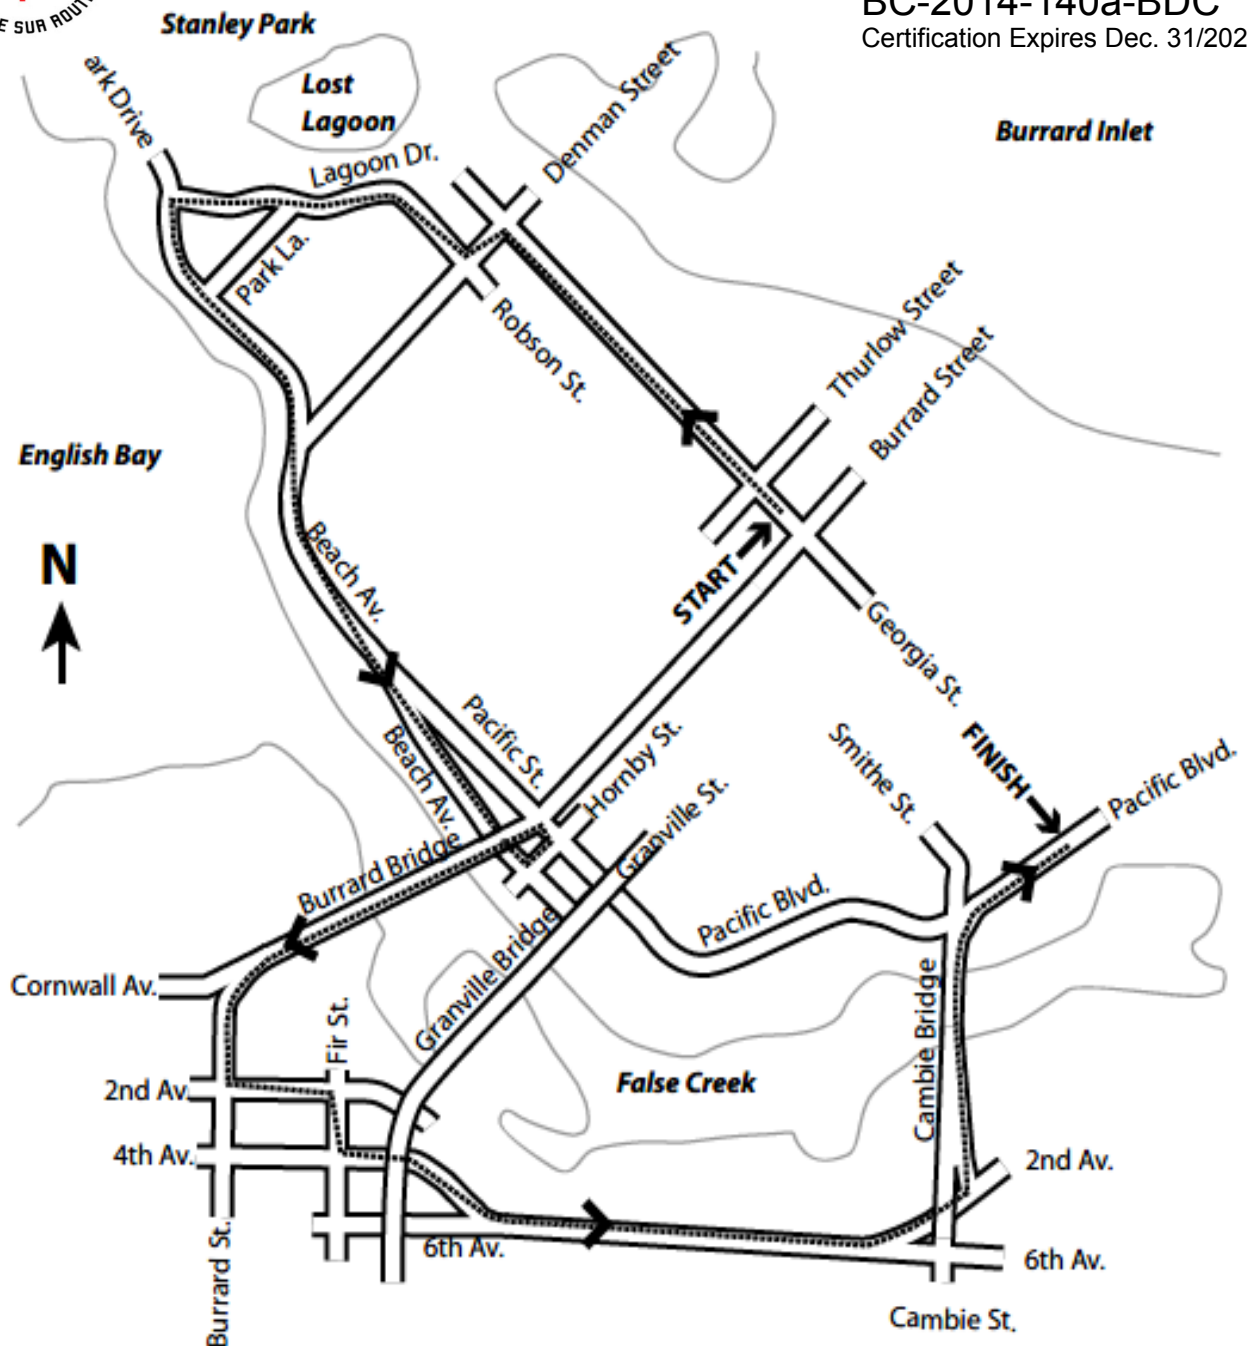 E SUR ROUT
BC-2014-140a-BDC
Certification Expires Dec. 31/202
Stanley Park
ark Drive
Lost
Lagoon
Denman Street
Burrard Inlet
Lagoon Dr.
Park La.
Robson St.
Thurlow Street
Burrard Street
English Bay
N
Beach Av.
START
Georgia St.
Pacific St.
Hornby St.
Smithe St.
FINISH
Pacific Blvd.
Beach Av.
Granville St.
Burrard Bridge
Pacific Blvd.
Granville Bridge
Cornwall Av.
Fir St.
Cambie Bridge
2nd Av.
False Creek
4th Av.
2nd Av.
Burrard St.
6th Av.
6th Av.
Cambie St.